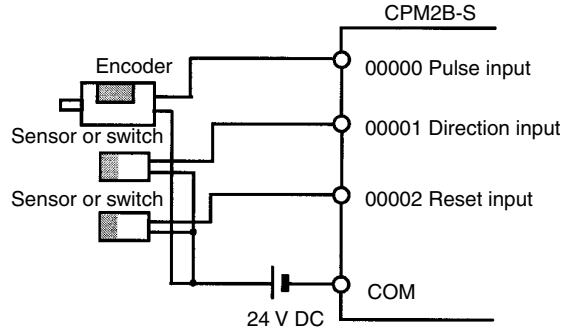 CPM2B-S
Encoder
00000 Pulse input
Sensor or switch
00001 Direction input
Sensor or switch
00002 Reset input
COM
24 V DC